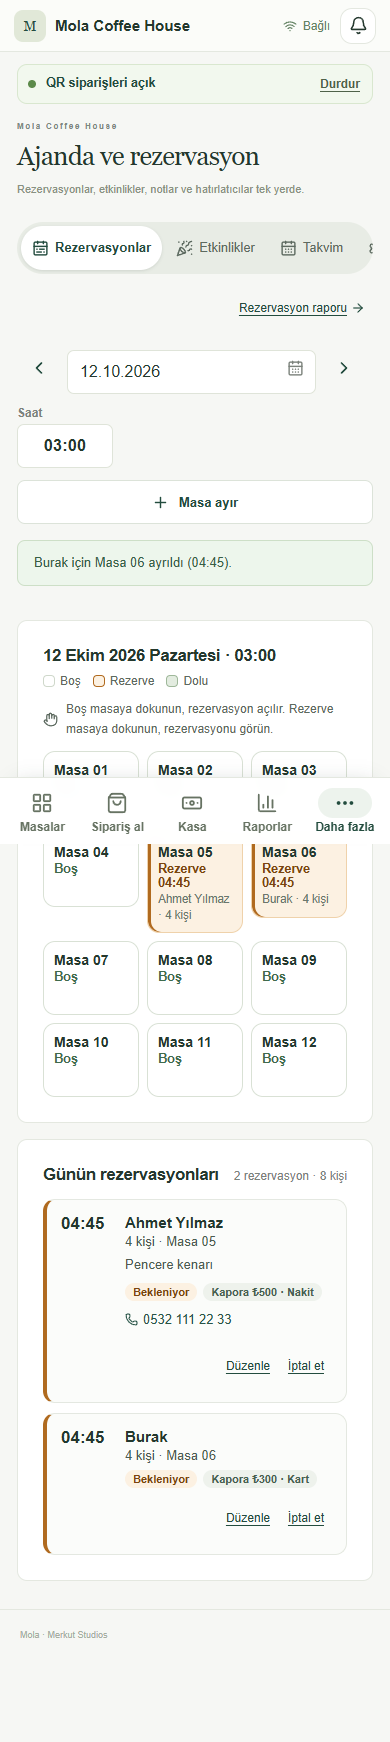 M Mola Coffee House Bağlı
QR siparişleri açık Durdur
Mola Coffee House
Ajanda ve rezervasyon
Rezervasyonlar, etkinlikler, notlar ve hatırlatıcılar tek yerde.
Rezervasyonlar Etkinlikler Takvim
Rezervasyon raporu →
12.10.2026
Saat
03:00
+ Masa ayır
Burak için Masa 06 ayrıldı (04:45).
12 Ekim 2026 Pazartesi · 03:00
Boş Rezerve Dolu
Boş masaya dokunun, rezervasyon açılır. Rezerve
masaya dokunun, rezervasyonu görün.
Masa 01 Masa 02 Masa 03
Masalar Sipariş al Kasa Raporlar Daha fazla
Masa 04 Masa 05 Masa 06
Boş Rezerve Rezerve
04:45 04:45
Ahmet Yılmaz Burak · 4 kişi
· 4 kişi
Masa 07 Masa 08 Masa 09
Boş Boş Boş
Masa 10 Masa 11 Masa 12
Boş Boş Boş
Günün rezervasyonları 2 rezervasyon · 8 kişi
04:45 Ahmet Yılmaz
4 kişi · Masa 05
Pencere kenarı
Bekleniyor Kapora ₺500 · Nakit
0532 111 22 33
Düzenle İptal et
04:45 Burak
4 kişi · Masa 06
Bekleniyor Kapora ₺300 · Kart
Düzenle İptal et
Mola · Merkut Studios